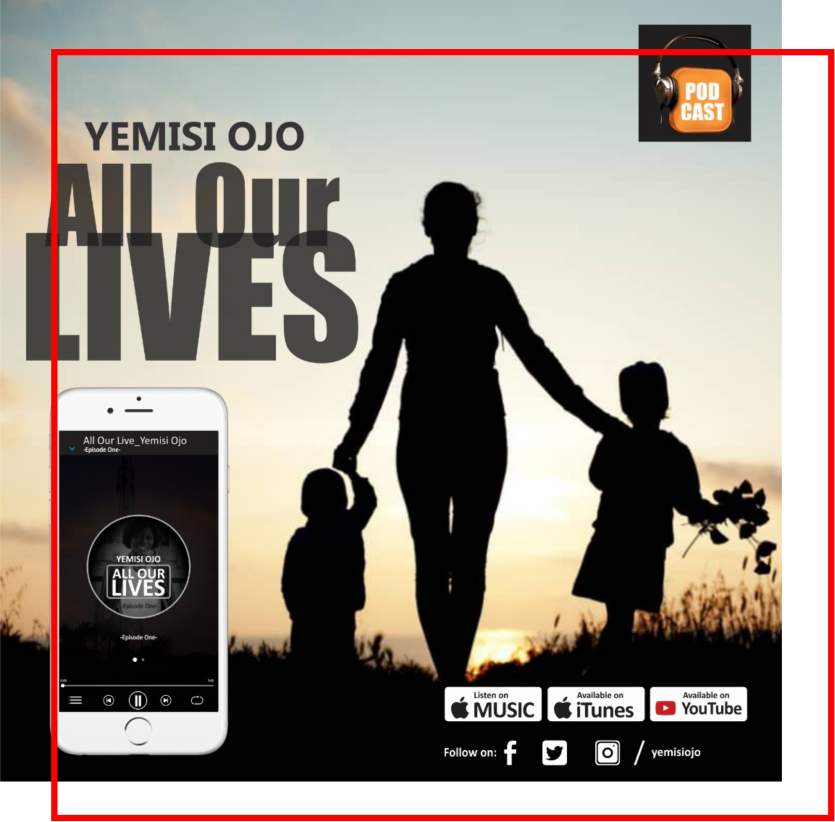 POD
CAST
YEMISI OJO
All Our
LIVES
All Our Live_Yemisi Ojo
-Episode One-
YEMISI OJO
ALL OUR
LIVES
-Episode One-
-Episode One-
Listen on
MUSIC
Available on
iTunes
Available on
YouTube
Follow on:
f
/ yemisiojo